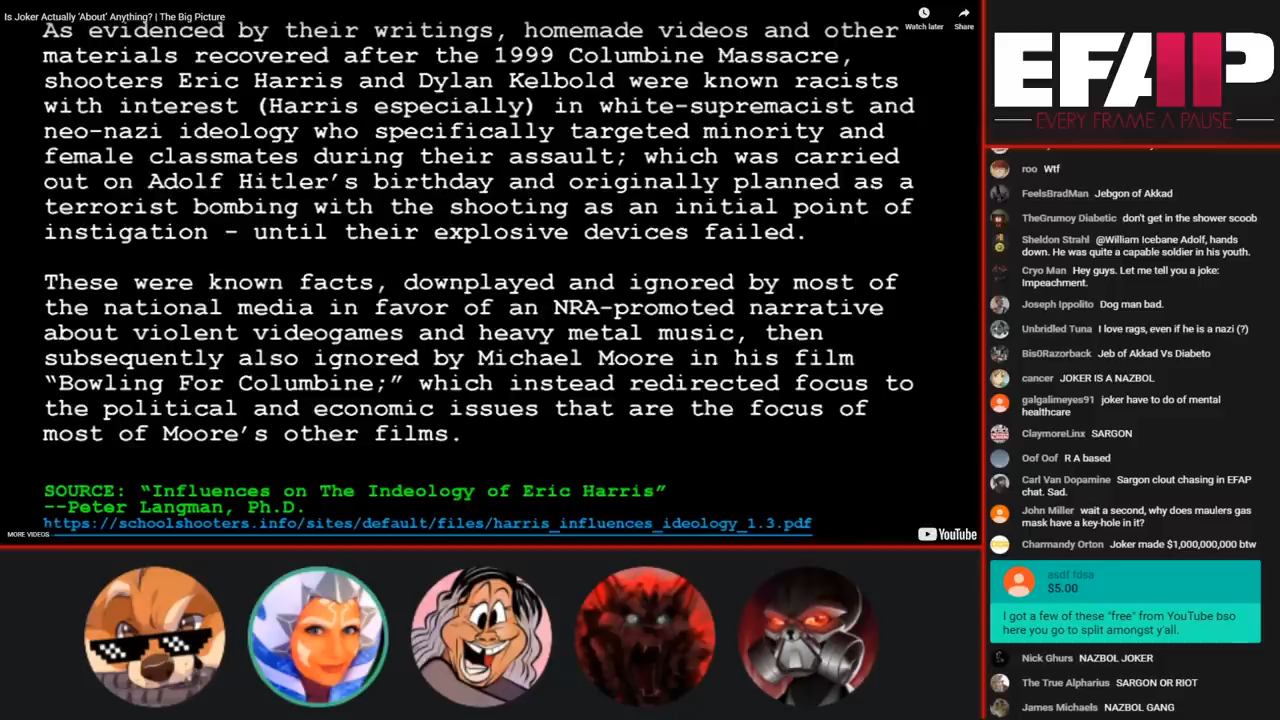 Is Joker Actually 'About' Anything? | The Big Picture
Watch later
Share
As evidenced by their writings, homemade videos and other
materials recovered after the 1999 Columbine Massacre,
shooters Eric Harris and Dylan Kelbold were known racists
with interest (Harris especially) in white-supremacist and
neo-nazi ideology who specifically targeted minority and
female classmates during their assault; which was carried
out on Adolf Hitler's birthday and originally planned as a
terrorist bombing with the shooting as an initial point of
instigation - until their explosive devices failed.
These were known facts, downplayed and ignored by most of
the national media in favor of an NRA-promoted narrative
about violent videogames and heavy metal music, then
subsequently also ignored by Michael Moore in his film
“Bowling For Columbine;” which instead redirected focus to
the political and economic issues that are the focus of
most of Moore's other films.
SOURCE: “Influences on The Indeology of Eric Harris”
--Peter Langman, Ph.D.
https://schoolshooters.info/sites/default/files/harris_influences_ideology_1.3.pdf
MORE VIDEOS
YouTube
EFAP
EVERY FRAME A PAUSE
roo Wtf
FeelsBradMan Jebgon of Akkad
TheGrumoy Diabetic don't get in the shower scoob
Sheldon Strahl @William Icebane Adolf, hands
down. He was quite a capable soldier in his youth.
Cryo Man Hey guys. Let me tell you a joke:
Impeachment.
Joseph Ippolito Dog man bad.
Unbridled Tuna I love rags, even if he is a nazi (?)
Bis0Razorback Jeb of Akkad Vs Diabeto
cancer JOKER IS A NAZBOL
galgalimeyes91 joker have to do of mental
healthcare
ClaymoreLinx SARGON
Oof Oof R A based
Carl Van Dopamine Sargon clout chasing in EFAP
chat. Sad.
John Miller wait a second, why does maulers gas
mask have a key-hole in it?
Charmandy Orton Joker made $1,000,000,000 btw
asdf fdsa
$5.00
I got a few of these "free" from YouTube bso
here you go to split amongst y'all.
Nick Ghurs NAZBOL JOKER
The True Alpharius SARGON OR RIOT
James Michaels NAZBOL GANG